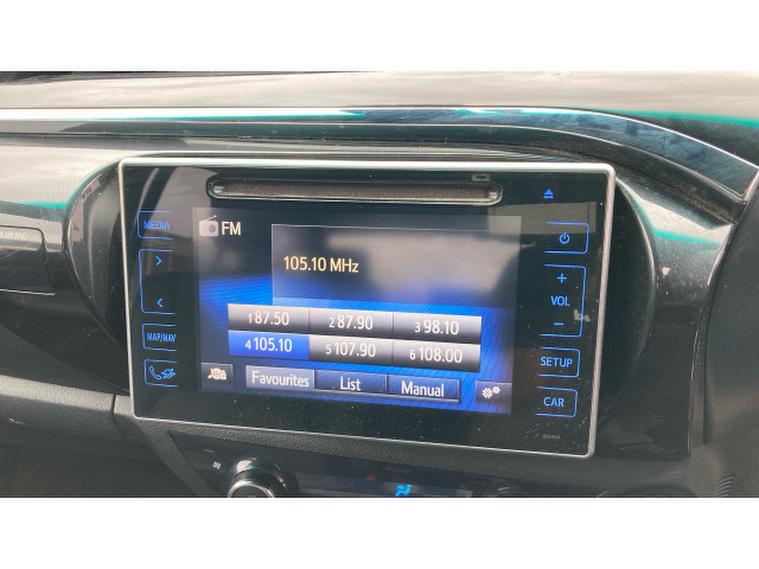 AIRBAG
MEDIA
FM
105.10 MHz
VOL
MAP/NAV
1 87.50
2 87.90
3 98.10
4 105.10
5 107.90
6 108.00
SETUP
Favourites
List
Manual
CAR